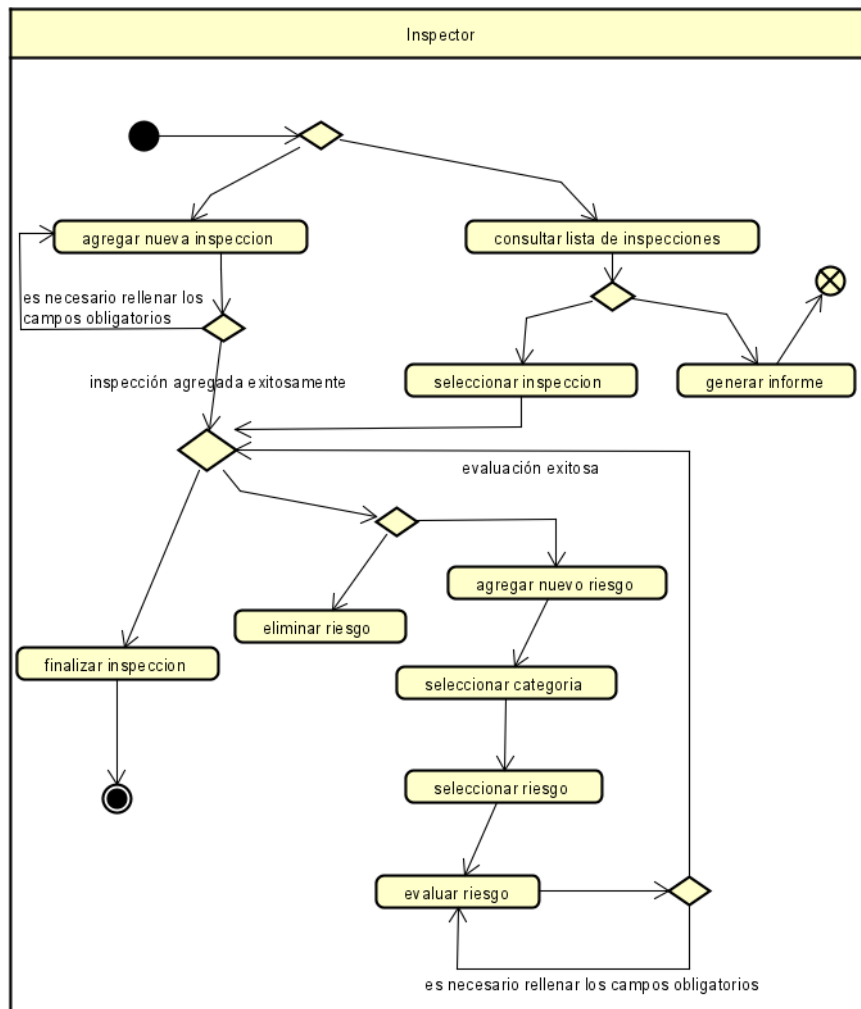 Inspector
agregar nueva inspeccion
consultar lista de inspecciones
es necesario rellenar los
campos obligatorios
inspección agregada exitosamente
seleccionar inspeccion
generar informe
evaluación exitosa
agregar nuevo riesgo
eliminar riesgo
finalizar inspeccion
seleccionar categoria
seleccionar riesgo
evaluar riesgo
es necesario rellenar los campos obligatorios